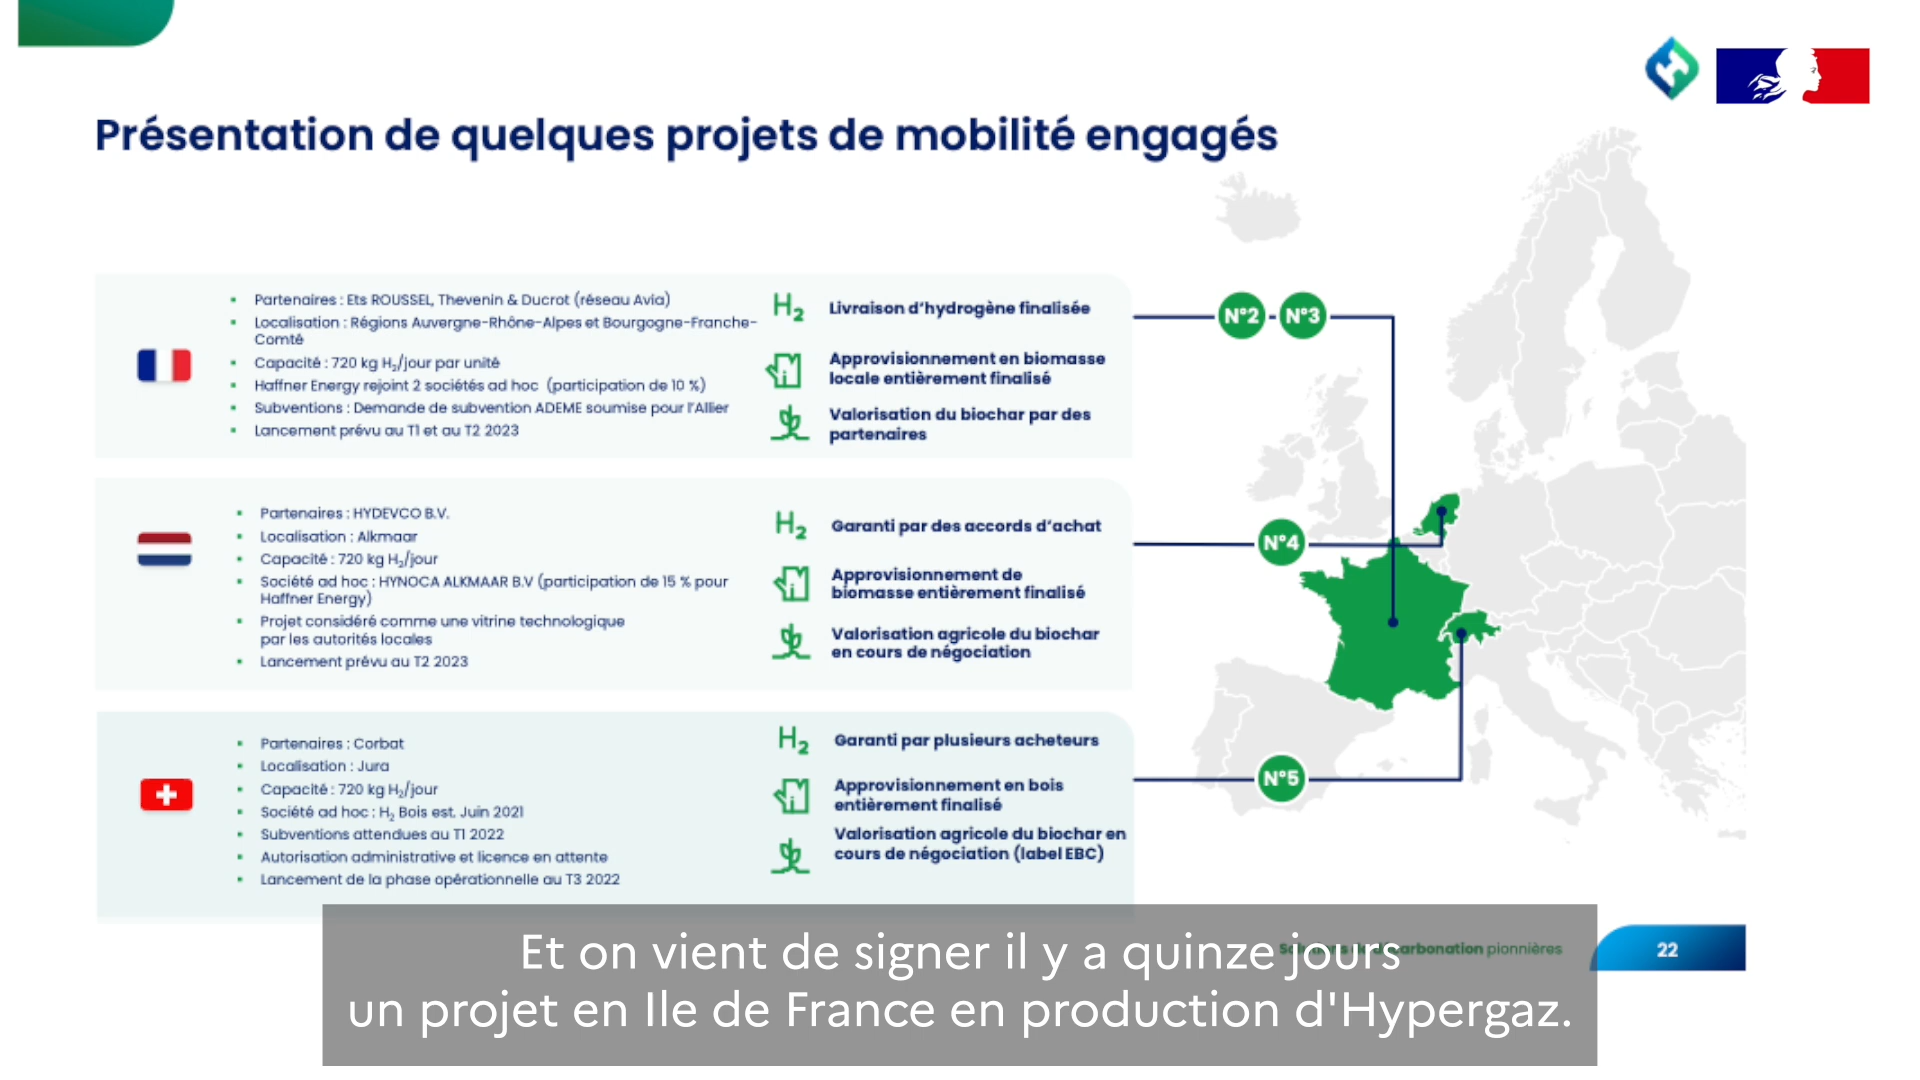 Présentation de quelques projets de mobilité engagés
Partenaires : Ets ROUSSEL, Thevenin & Ducrot (réseau Avia)
Localisation : Régions Auvergne-Rhône-Alpes et Bourgogne-Franche-
Comté
Capacité : 720 kg H₂/jour par unité
Haffner Energy rejoint 2 sociétés ad hoc (participation de 10 %)
Subventions : Demande de subvention ADEME soumise pour l'Allier
Lancement prévu au T1 et au T2 2023
H₂
Livraison d'hydrogène finalisée
Approvisionnement en biomasse
locale entièrement finalisé
Valorisation du biochar par des
partenaires
N°2
N°3
Partenaires : HYDEVCO B.V.
Localisation : Alkmaar
Capacité : 720 kg H₂/jour
Société ad hoc : HYNOCA ALKMAAR B.V (participation de 15 % pour
Haffner Energy)
Projet considéré comme une vitrine technologique
par les autorités locales
Lancement prévu au T2 2023
H₂
Garanti par des accords d'achat
Approvisionnement de
biomasse entièrement finalisé
Valorisation agricole du biochar
en cours de négociation
N°4
Partenaires : Corbat
Localisation : Jura
Capacité : 720 kg H₂/jour
Société ad hoc : H₂ Bois est. Juin 2021
Subventions attendues au T1 2022
Autorisation administrative et licence en attente
Lancement de la phase opérationnelle au T3 2022
H₂
Garanti par plusieurs acheteurs
Approvisionnement en bois
entièrement finalisé
Valorisation agricole du biochar en
cours de négociation (label EBC)
N°5
pionnières
22
Et on vient de signer il y a quinze jours
un projet en Ile de France en production d'Hypergaz.